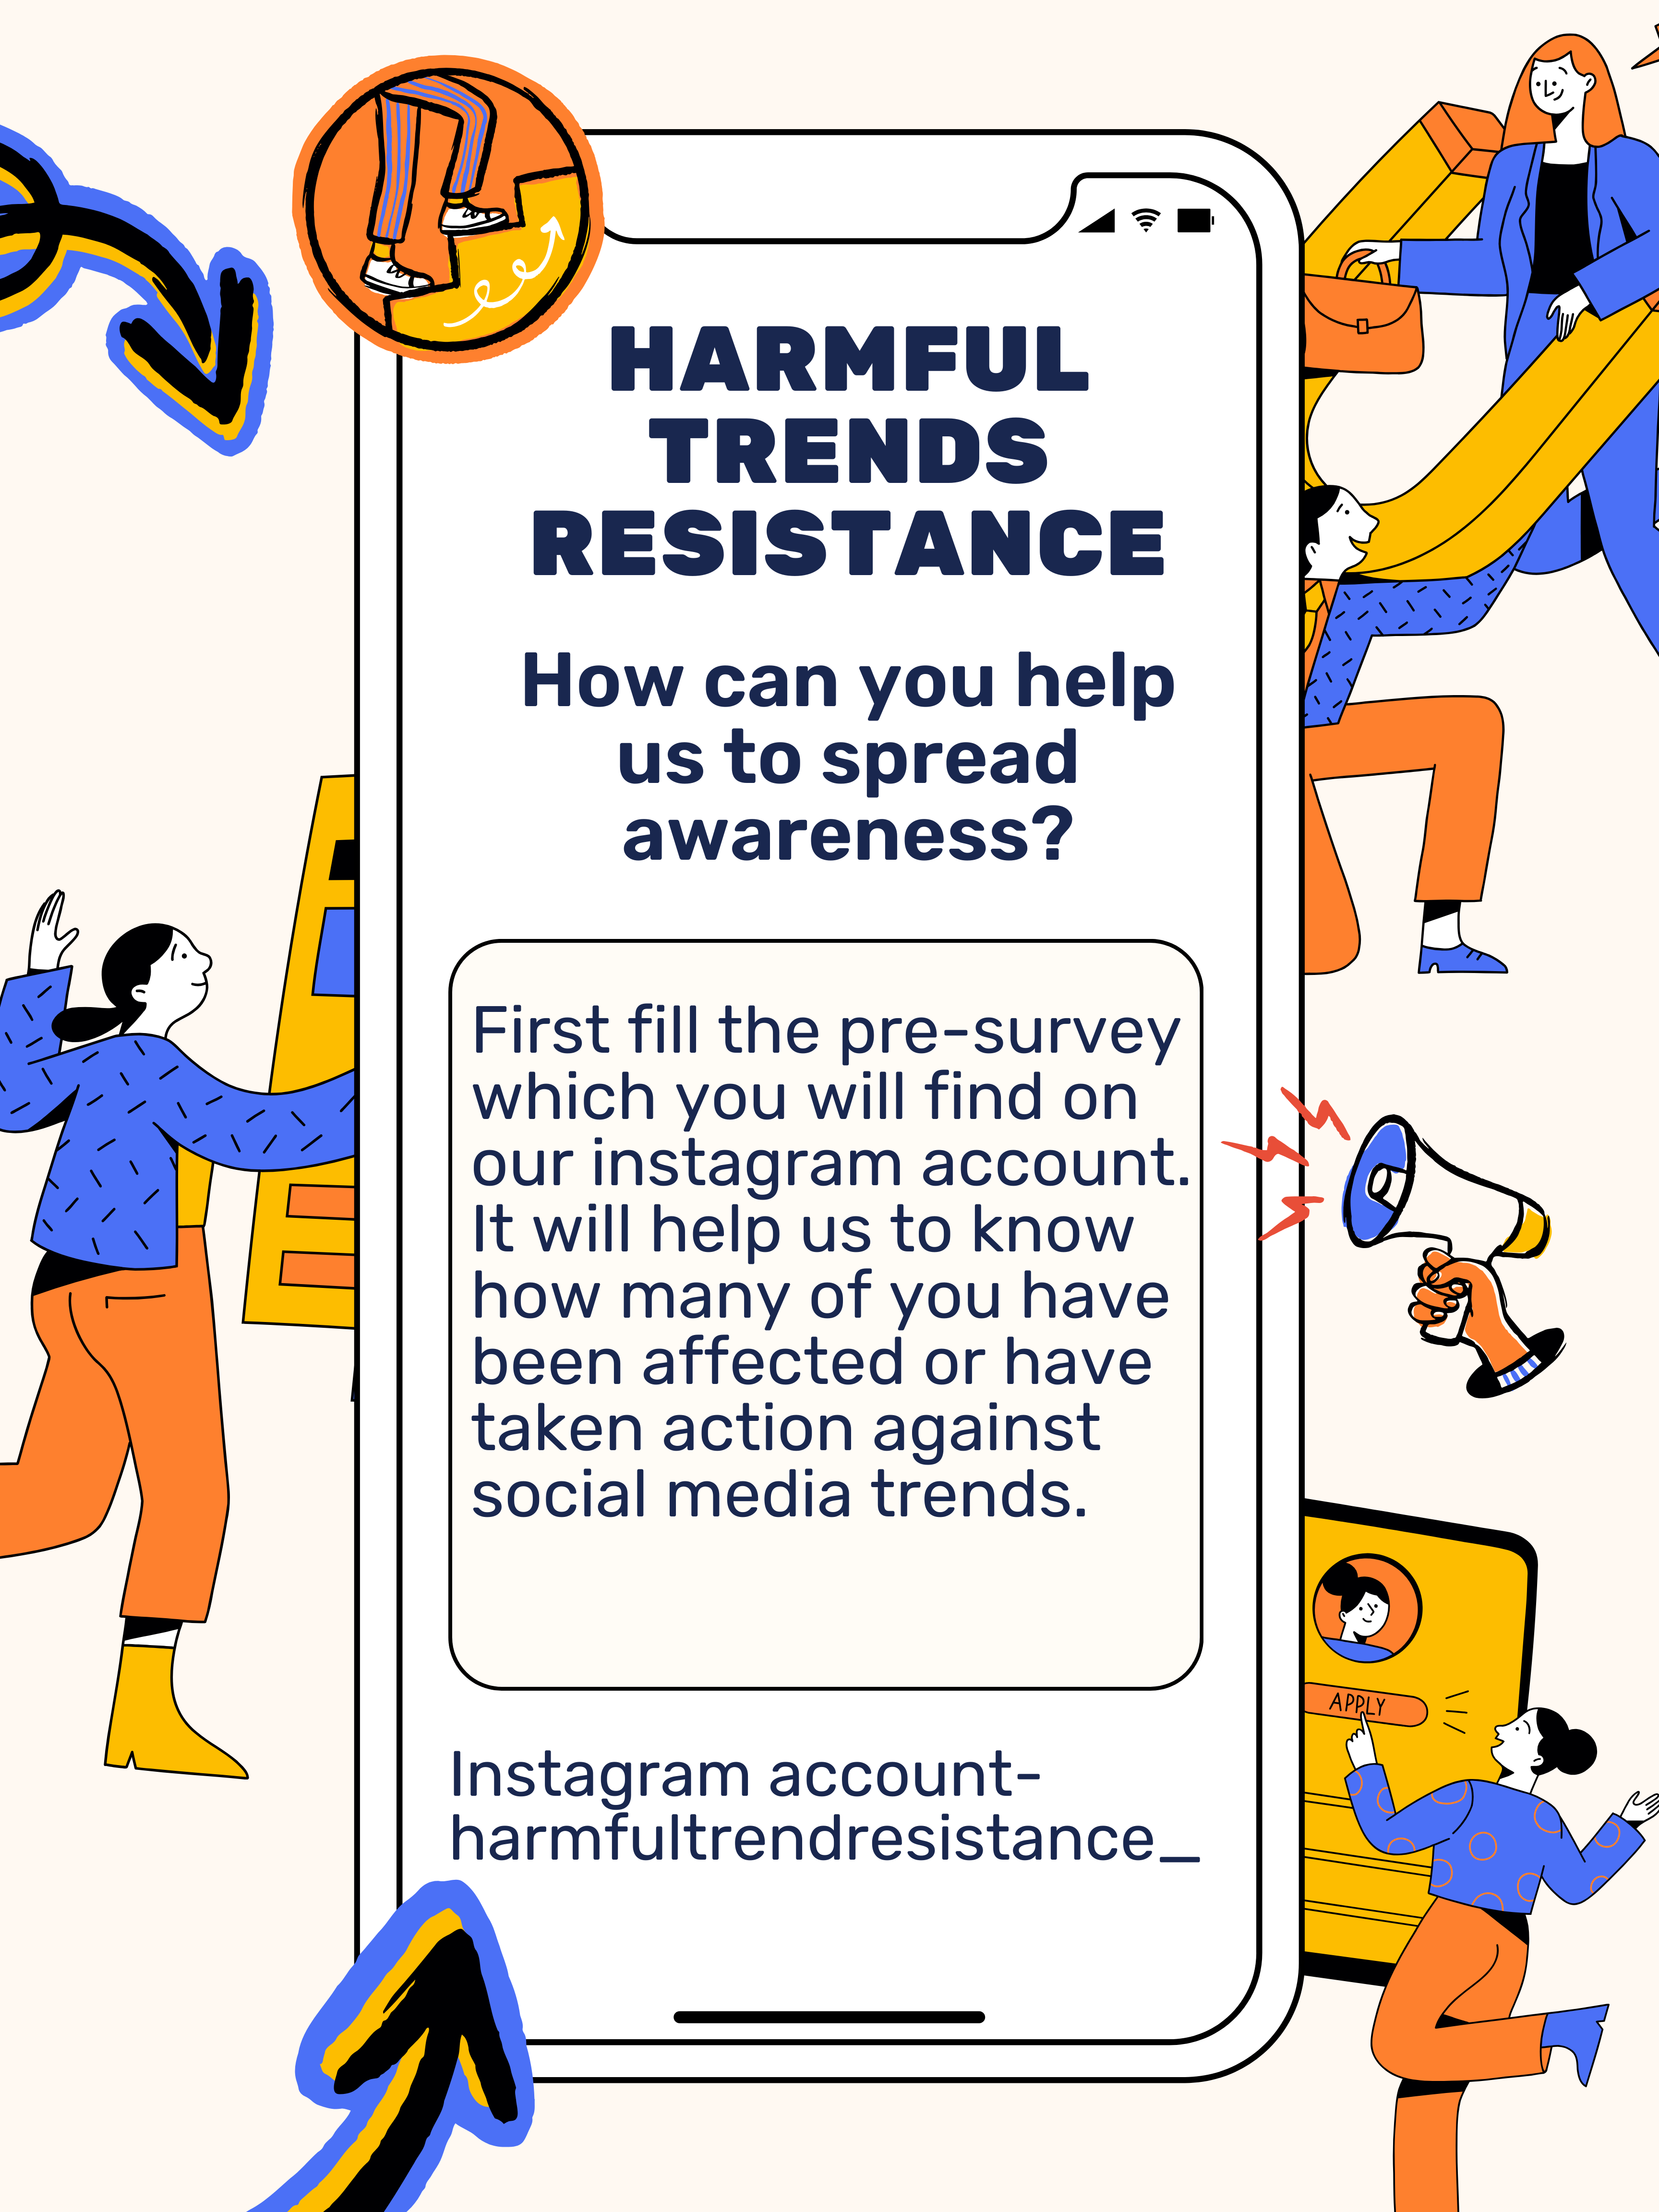 HARMFUL
TRENDS
RESISTANCE
How can you help
us to spread
awareness?
First fill the pre-survey
which you will find on
our instagram account.
It will help us to know
how many of you have
been affected or have
taken action against
social media trends.
APPLY
Instagram account-
harmfultrendresistance_